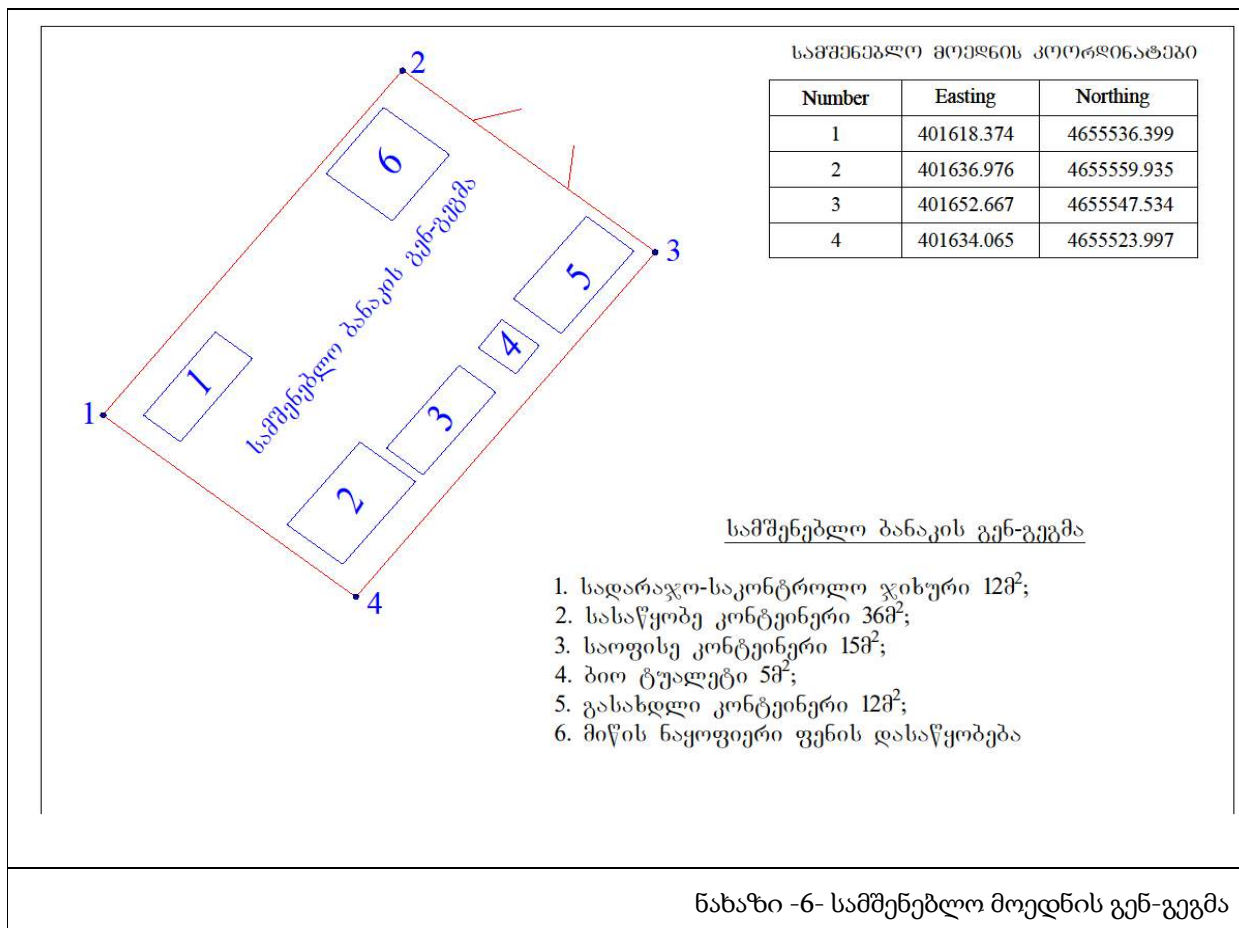 სამშენებლო მოედნის კოორდინატები
Number Easting Northing
1 401618.374 4655536.399
2 401636.976 4655559.935
3 401652.667 4655547.534
4 401634.065 4655523.997
2
6
3
5
4
1
1
3
2
4
სამშენებლო ბანაკის გენ-გეგმა
სამშენებლო ბანაკის გენ-გეგმა
1. სადარაჯო-საკონტროლო ჯიხური 12მ²;
2. სასაწყობე კონტეინერი 36მ²;
3. საოფისე კონტეინერი 15მ²;
4. ბიო ტუალეტი 5მ²;
5. გასახდლი კონტეინერი 12მ²;
6. მიწის ნაყოფიერი ფენის დასაწყობება
ნახაზი -6- სამშენებლო მოედნის გენ-გეგმა